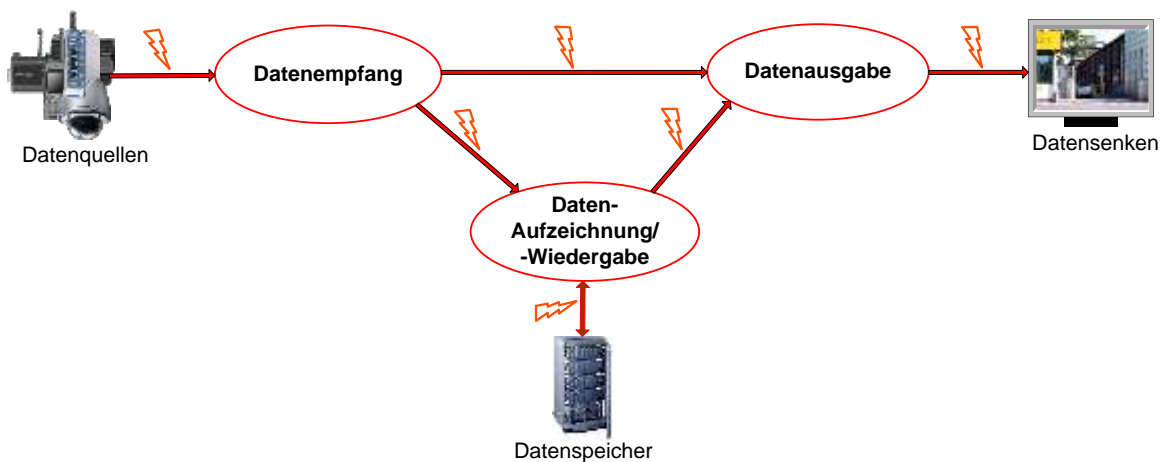 Datenempfang
Datenausgabe
Datenquellen
Datensenken
Daten-
Aufzeichnung/
-Wiedergabe
Datenspeicher